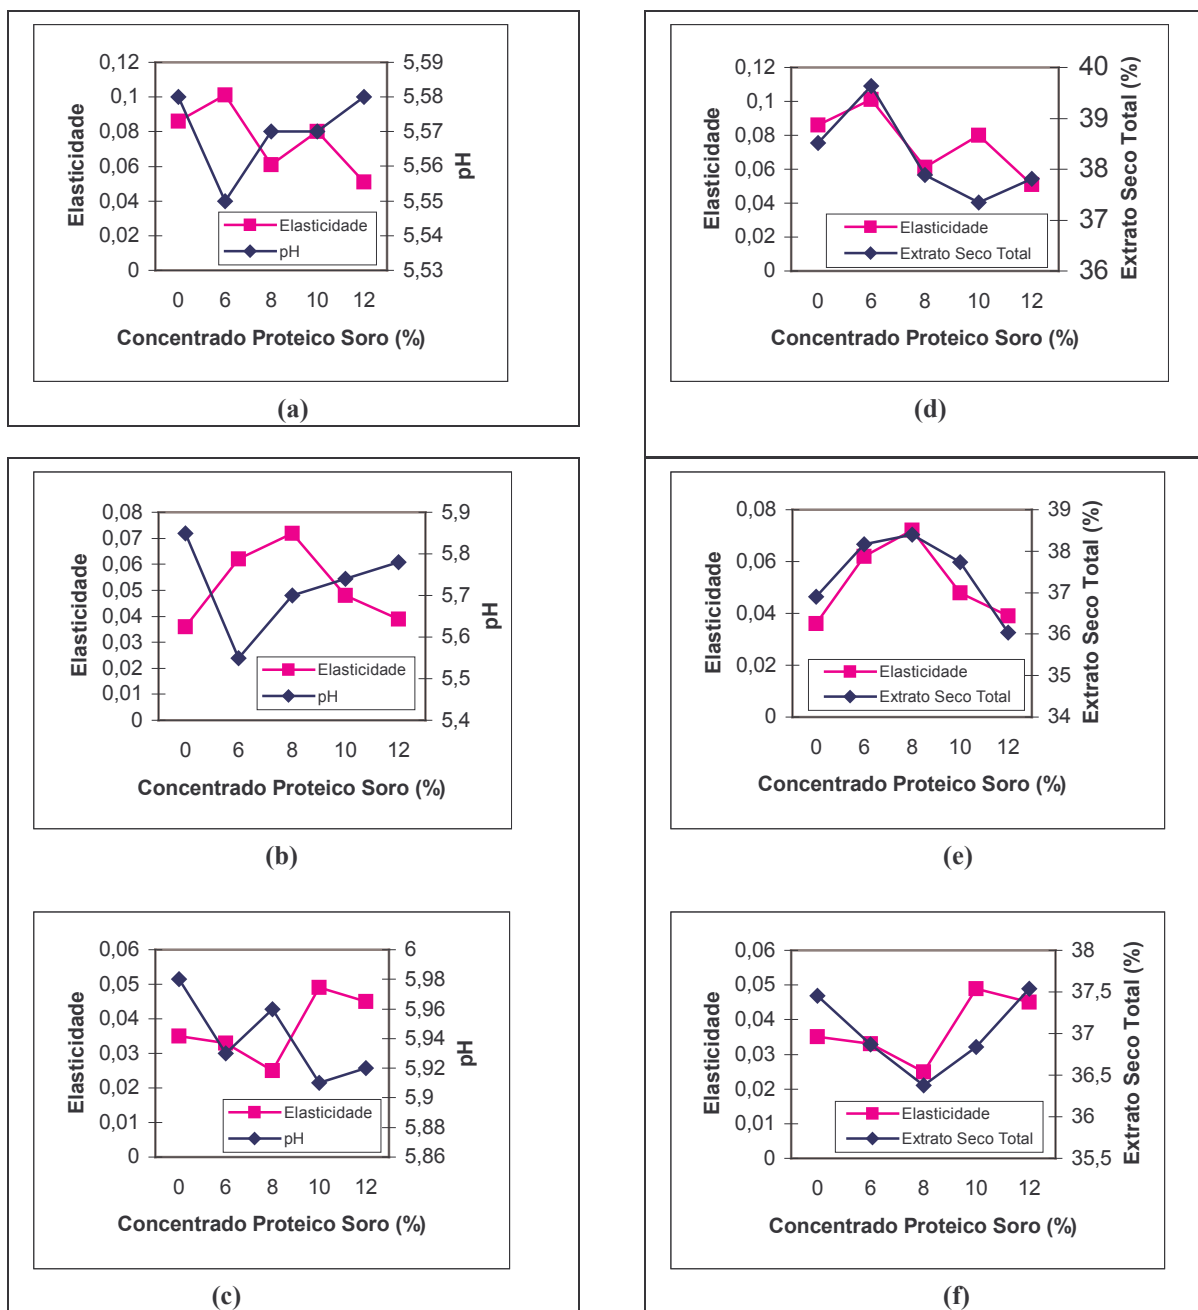 0,12
0,1
0,08
0,06
0,04
0,02
0
Elasticidade
5,59
5,58
5,57
5,56
5,55
5,54
5,53
pH
Elasticidade
pH
0 6 8 10 12
Concentrado Proteico Soro (%)
(a)
0,12
0,1
0,08
0,06
0,04
0,02
0
Elasticidade
40
39
38
37
36
Extrato Seco Total (%)
Elasticidade
Extrato Seco Total
0 6 8 10 12
Concentrado Proteico Soro (%)
(d)
0,08
0,07
0,06
0,05
0,04
0,03
0,02
0,01
0
Elasticidade
5,9
5,8
5,7
5,6
5,5
5,4
pH
Elasticidade
pH
0 6 8 10 12
Concentrado Proteico Soro (%)
(b)
0,08
0,06
0,04
0,02
0
Elasticidade
39
38
37
36
35
34
Extrato Seco Total (%)
Elasticidade
Extrato Seco Total
0 6 8 10 12
Concentrado Proteico Soro (%)
(e)
0,06
0,05
0,04
0,03
0,02
0,01
0
Elasticidade
6
5,98
5,96
5,94
5,92
5,9
5,88
5,86
pH
Elasticidade
pH
0 6 8 10 12
Concentrado Proteico Soro (%)
(c)
0,06
0,05
0,04
0,03
0,02
0,01
0
Elasticidade
38
37,5
37
36,5
36
35,5
Extrato Seco Total (%)
Elasticidade
Extrato Seco Total
0 6 8 10 12
Concentrado Proteico Soro (%)
(f)